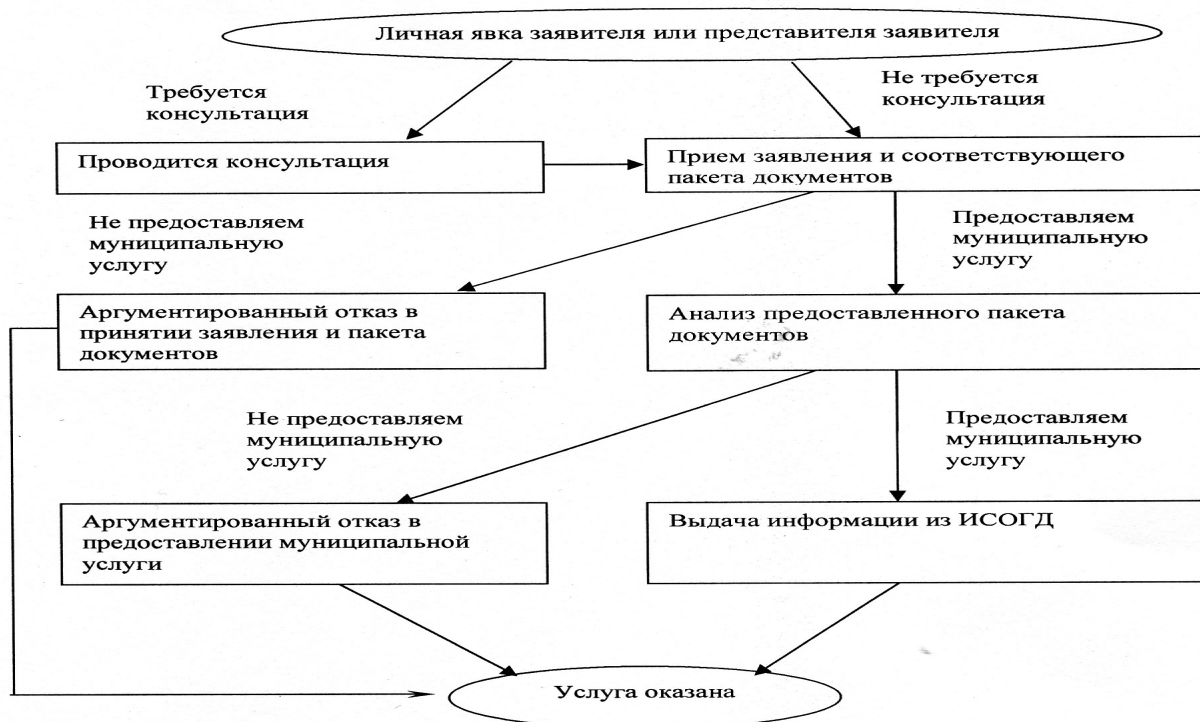 Личная явка заявителя или представителя заявителя
Требуется
консультация
Не требуется
консультация
Проводится консультация
Прием заявления и соответствующего
пакета документов
Не предоставляем
муниципальную
услугу
Предоставляем
муниципальную
услугу
Аргументированный отказ в
принятии заявления и пакета
документов
Анализ предоставленного пакета
документов
Не предоставляем
муниципальную
услугу
Предоставляем
муниципальную
услугу
Аргументированный отказ в
предоставлении муниципальной
услуги
Выдача информации из ИСОГД
Услуга оказана